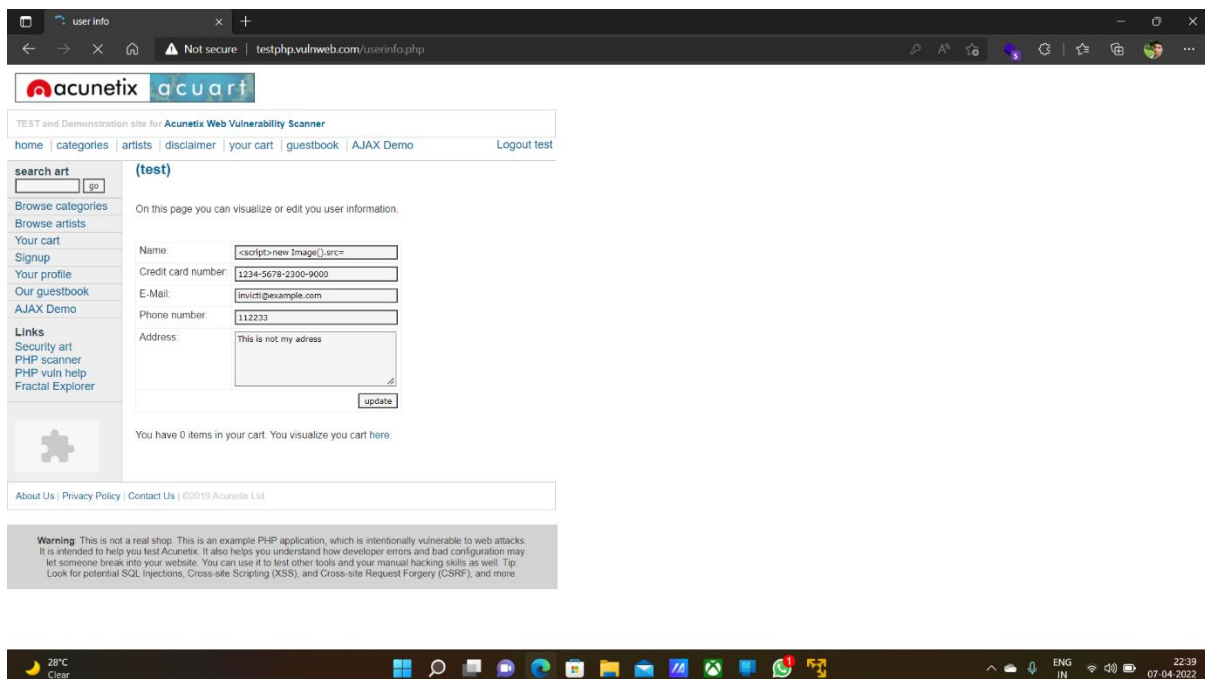 user info
Not secure | testphp.vulnweb.com/userinfo.php
acunetix acuart
TEST and Demonstration site for Acunetix Web Vulnerability Scanner
home | categories | artists | disclaimer | your cart | guestbook | AJAX Demo
Logout test
search art
go
Browse categories
Browse artists
Your cart
Signup
Your profile
Our guestbook
AJAX Demo
Links
Security art
PHP scanner
PHP vuln help
Fractal Explorer
(test)
On this page you can visualize or edit you user information.
Name: <script>new Image().src=
Credit card number: 1234-5678-2300-9000
E-Mail: invicti@example.com
Phone number: 112233
Address: This is not my adress
update
You have 0 items in your cart. You visualize you cart here.
About Us | Privacy Policy | Contact Us | ©2019 Acunetix Ltd
Warning: This is not a real shop. This is an example PHP application, which is intentionally vulnerable to web attacks.
It is intended to help you test Acunetix. It also helps you understand how developer errors and bad configuration may
let someone break into your website. You can use it to test other tools and your manual hacking skills as well. Tip:
Look for potential SQL Injections, Cross-site Scripting (XSS), and Cross-site Request Forgery (CSRF), and more.
28°C
Clear
1
ENG
IN
22:39
07-04-2022